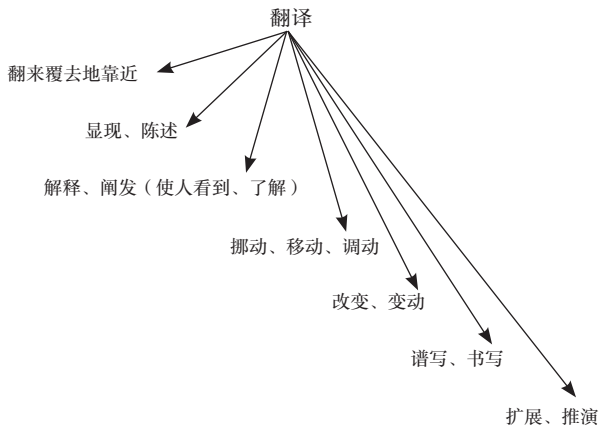 翻译
翻来覆去地靠近
显现、陈述
解释、阐发（使人看到、了解）
挪动、移动、调动
改变、变动
谱写、书写
扩展、推演